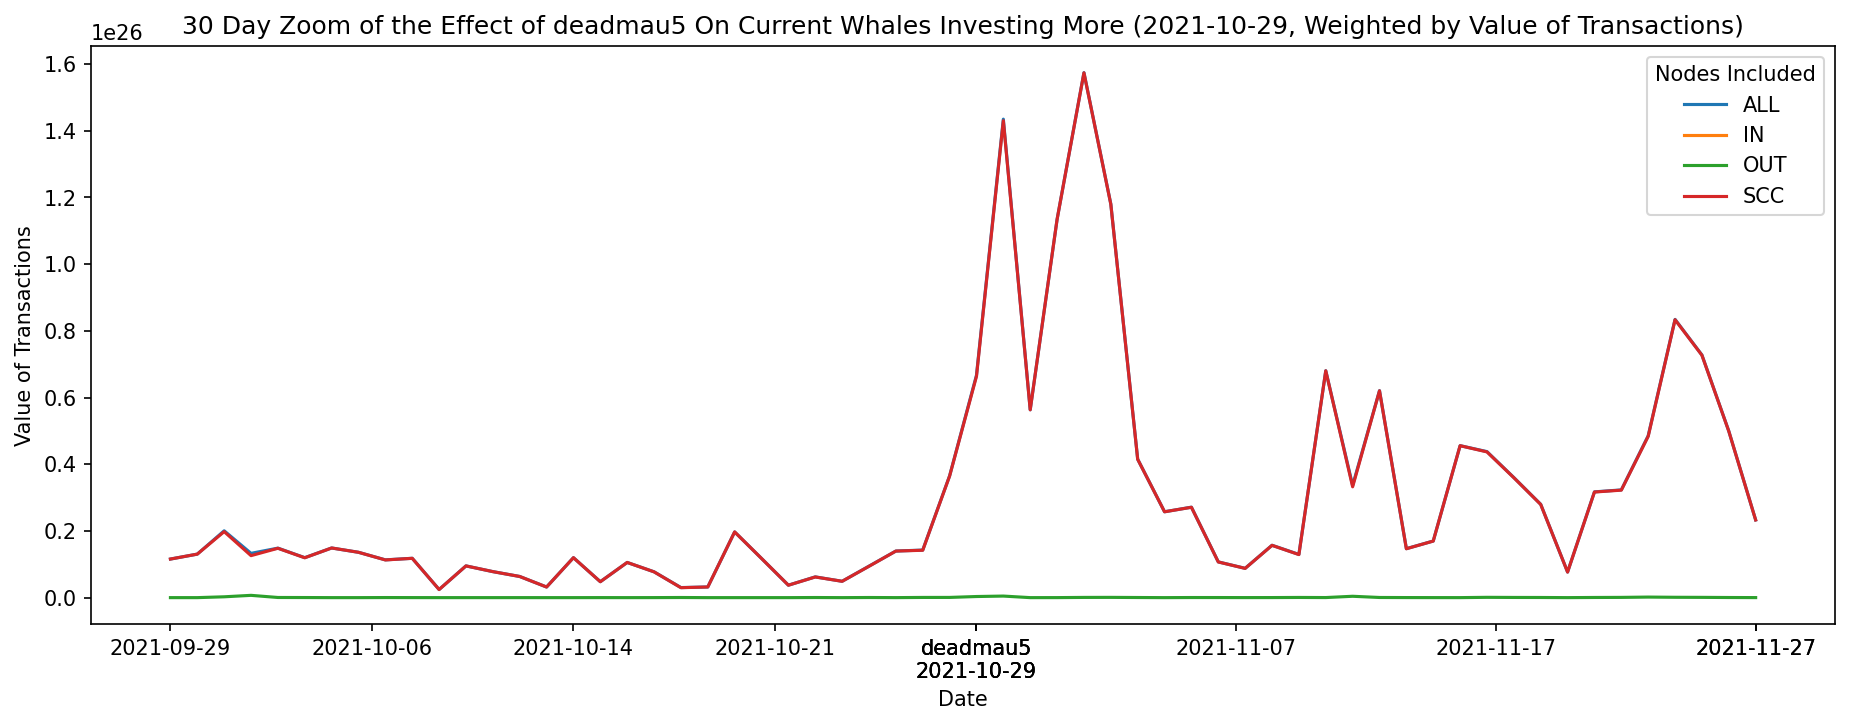 30 Day Zoom of the Effect of deadmau5 On Current Whales Investing More (2021-10-29, Weighted by Value of Transactions)
1e26
1.6
1.4
1.2
1.0
0.8
0.6
0.4
0.2
0.0
Value of Transactions
Nodes Included
ALL
IN
OUT
SCC
2021-09-29
2021-10-06
2021-10-14
2021-10-21
deadmau5
2021-10-29
2021-11-07
2021-11-17
2021-11-27
Date